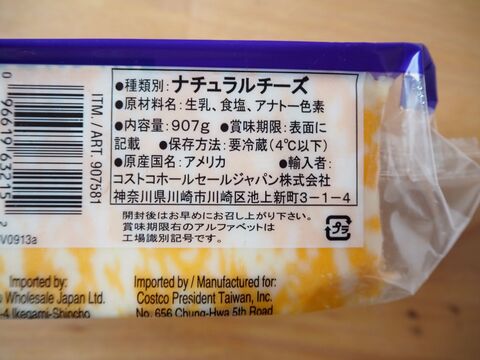 ●種類別: ナチュラルチーズ
●原材料名: 生乳、食塩、アナトー色素
●内容量: 907g ●賞味期限: 表面に
記載 ●保存方法: 要冷蔵(4℃以下)
●原産国名: アメリカ ●輸入者:
コストコホールセールジャパン株式会社
神奈川県川崎市川崎区池上新町3-1-4
開封後はお早めにお召し上がり下さい。
賞味期限右のアルファベットは
工場識別記号です。
プラ
ITM. / ART. 907581
0 96619 63215 2
V0913a
Imported by:
Wholesale Japan Ltd.
-4 Ikegami-Shincho
Imported by / Manufactured for:
Costco President Taiwan, Inc.
No. 656 Chung-Hwa 5th Road